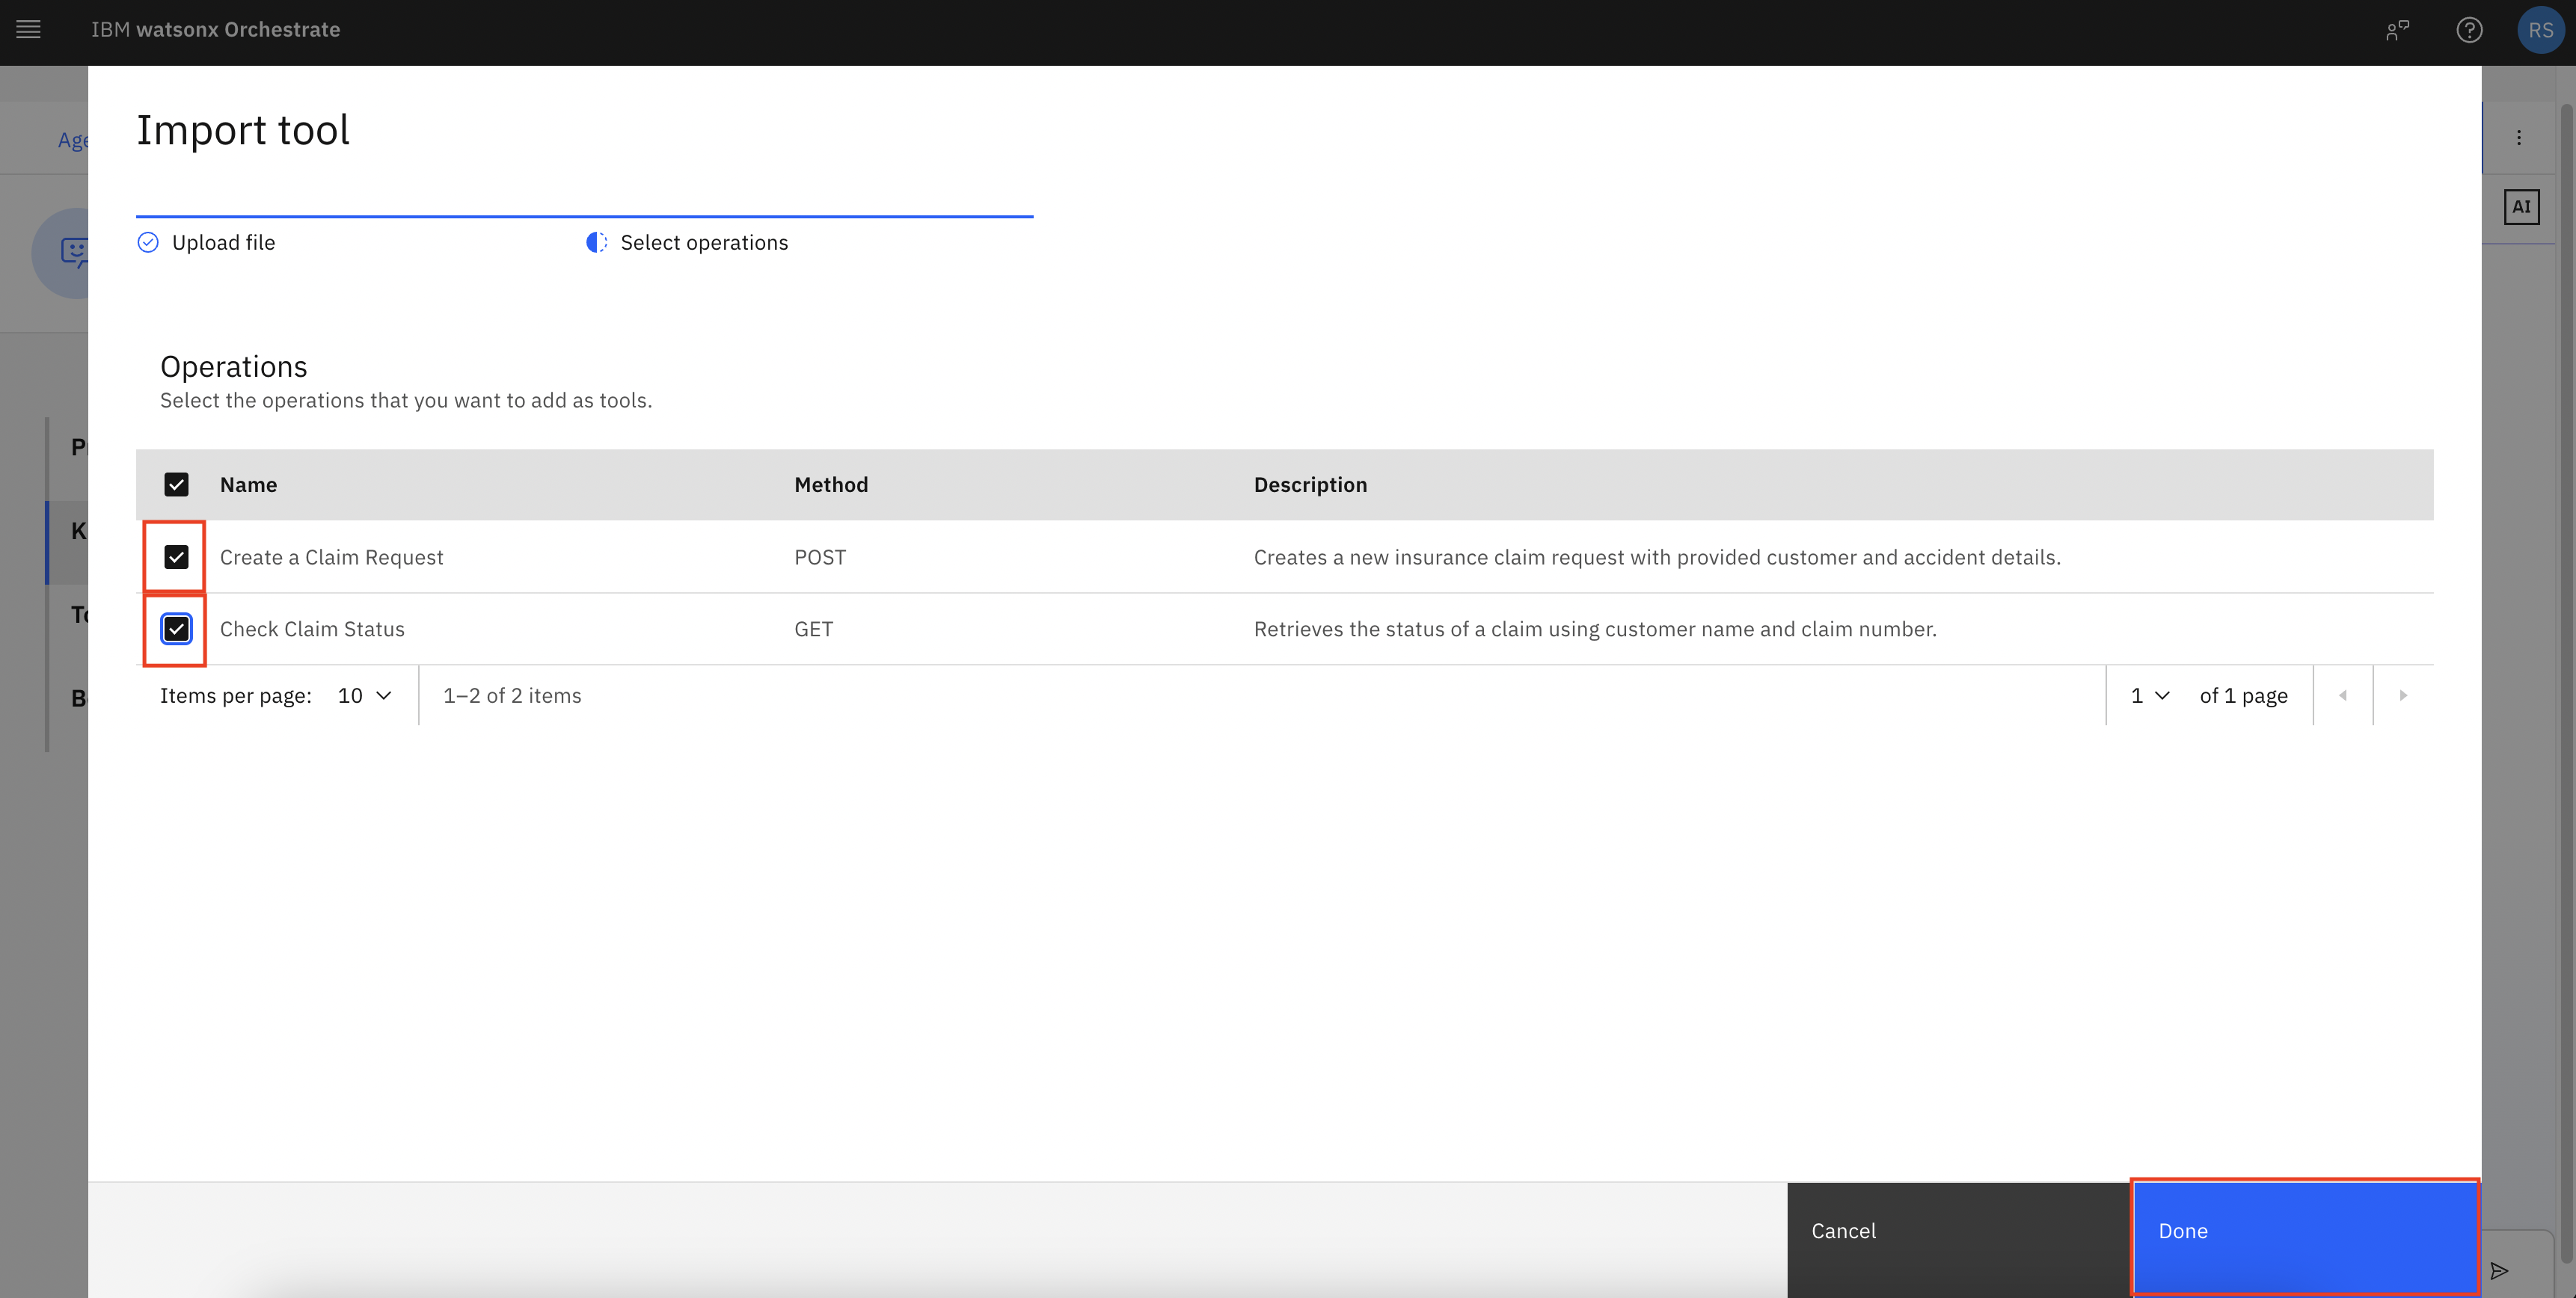 IBM watsonx Orchestrate
RS
Age
AI
Import tool
Upload file
Select operations
Operations
Select the operations that you want to add as tools.
Name Method Description
Create a Claim Request POST Creates a new insurance claim request with provided customer and accident details.
Check Claim Status GET Retrieves the status of a claim using customer name and claim number.
Items per page: 10 1–2 of 2 items 1 of 1 page
Cancel
Done